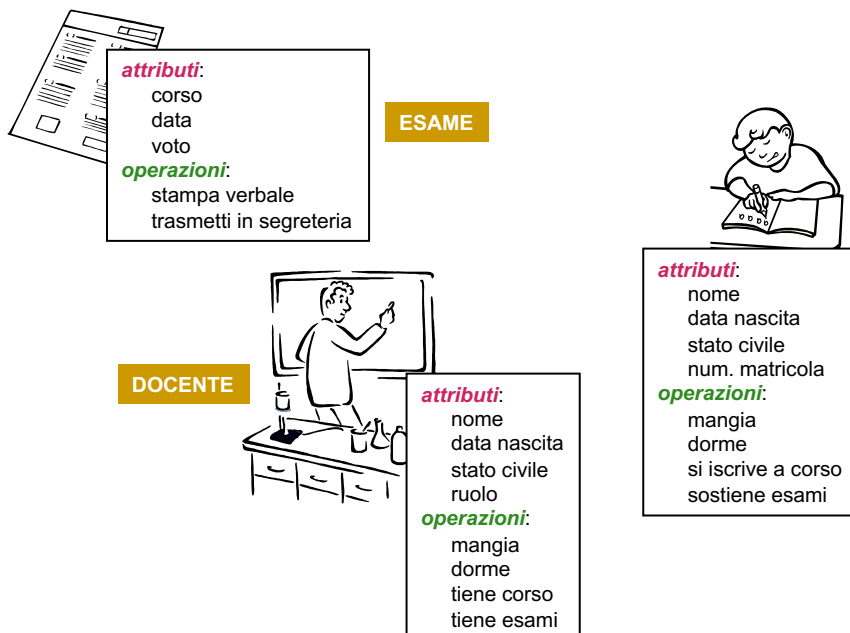 attributi:
corso
data
voto
operazioni:
stampa verbale
trasmetti in segreteria
ESAME
DOCENTE
attributi:
nome
data nascita
stato civile
ruolo
operazioni:
mangia
dorme
tiene corso
tiene esami
attributi:
nome
data nascita
stato civile
num. matricola
operazioni:
mangia
dorme
si iscrive a corso
sostiene esami